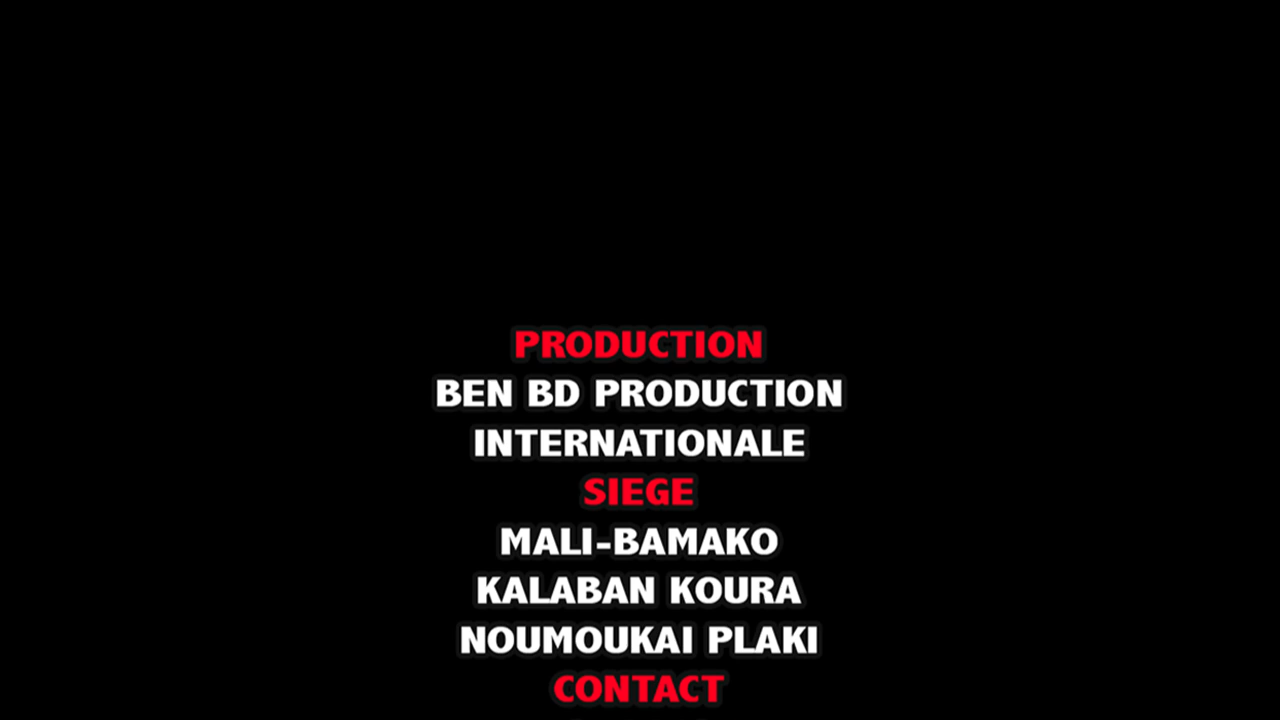 PRODUCTION
BEN BD PRODUCTION
INTERNATIONALE
SIEGE
MALI-BAMAKO
KALABAN KOURA
NOUMOUKAI PLAKI
CONTACT